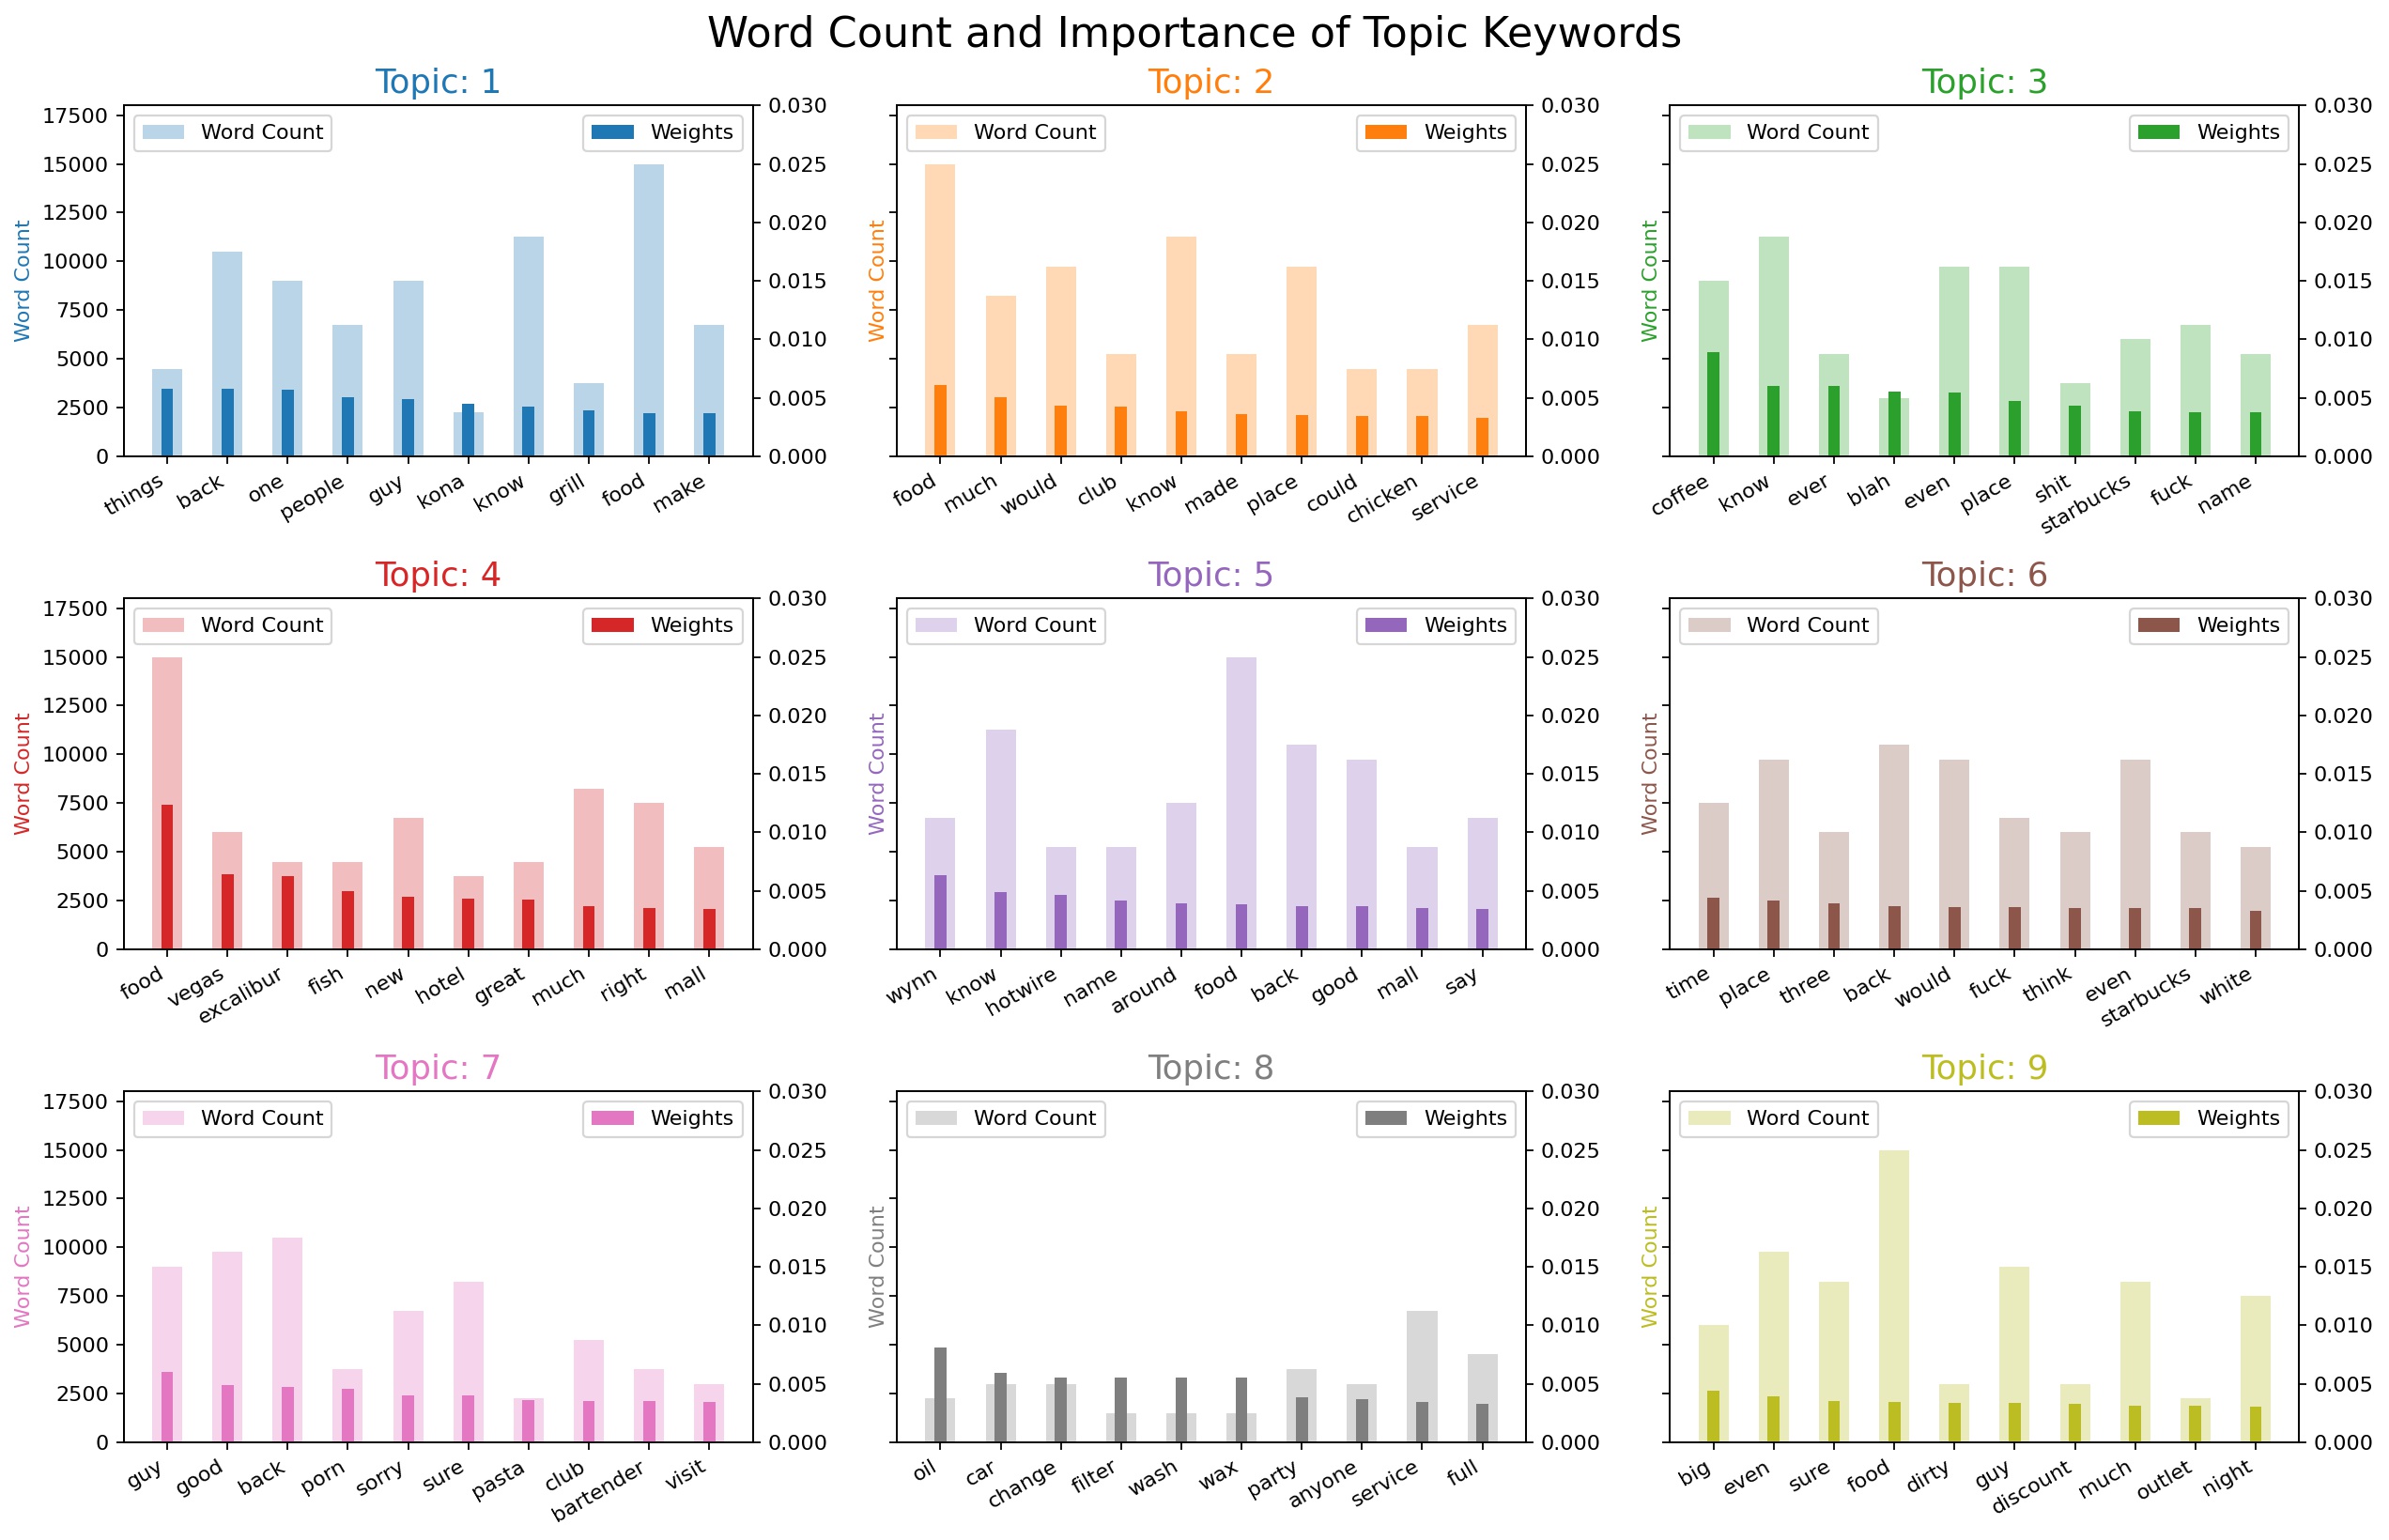 Word Count and Importance of Topic Keywords
Topic: 1
Word Count
Weights
Word Count
17500
15000
12500
10000
7500
5000
2500
0
0.030
0.025
0.020
0.015
0.010
0.005
0.000
things back one people guy kona know grill food make
Topic: 2
Word Count
Weights
Word Count
0.030
0.025
0.020
0.015
0.010
0.005
0.000
food much would club know made place could chicken service
Topic: 3
Word Count
Weights
Word Count
0.030
0.025
0.020
0.015
0.010
0.005
0.000
coffee know ever blah even place shit starbucks fuck name
Topic: 4
Word Count
Weights
Word Count
17500
15000
12500
10000
7500
5000
2500
0
0.030
0.025
0.020
0.015
0.010
0.005
0.000
food vegas excalibur fish new hotel great much right mall
Topic: 5
Word Count
Weights
Word Count
0.030
0.025
0.020
0.015
0.010
0.005
0.000
wynn know hotwire name around food back good mall say
Topic: 6
Word Count
Weights
Word Count
0.030
0.025
0.020
0.015
0.010
0.005
0.000
time place three back would fuck think even starbucks white
Topic: 7
Word Count
Weights
Word Count
17500
15000
12500
10000
7500
5000
2500
0
0.030
0.025
0.020
0.015
0.010
0.005
0.000
guy good back porn sorry sure pasta club bartender visit
Topic: 8
Word Count
Weights
Word Count
0.030
0.025
0.020
0.015
0.010
0.005
0.000
oil car change filter wash wax party anyone service full
Topic: 9
Word Count
Weights
Word Count
0.030
0.025
0.020
0.015
0.010
0.005
0.000
big even sure food dirty guy discount much outlet night